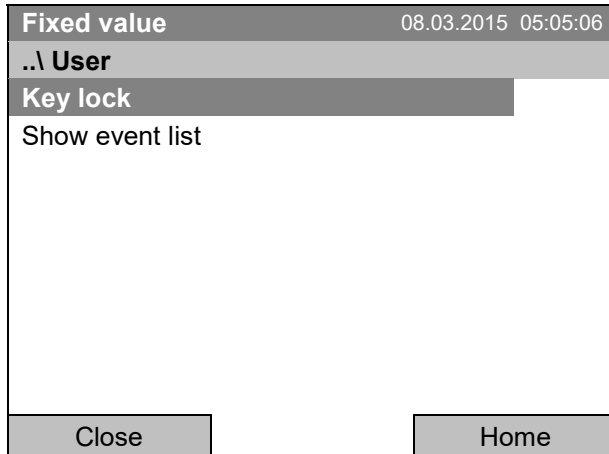 Fixed value 08.03.2015 05:05:06
..\ User
Key lock
Show event list
Close Home